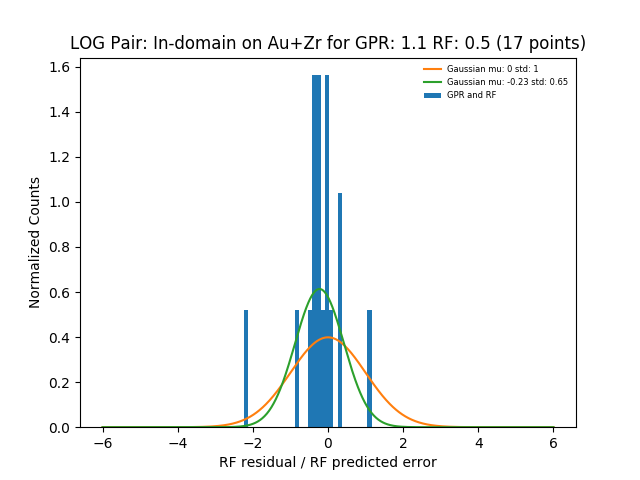 LOG Pair: In-domain on Au+Zr for GPR: 1.1 RF: 0.5 (17 points)
Gaussian mu: 0 std: 1
Gaussian mu: -0.23 std: 0.65
GPR and RF
Normalized Counts
1.6
1.4
1.2
1.0
0.8
0.6
0.4
0.2
0.0
−6 −4 −2 0 2 4 6
RF residual / RF predicted error